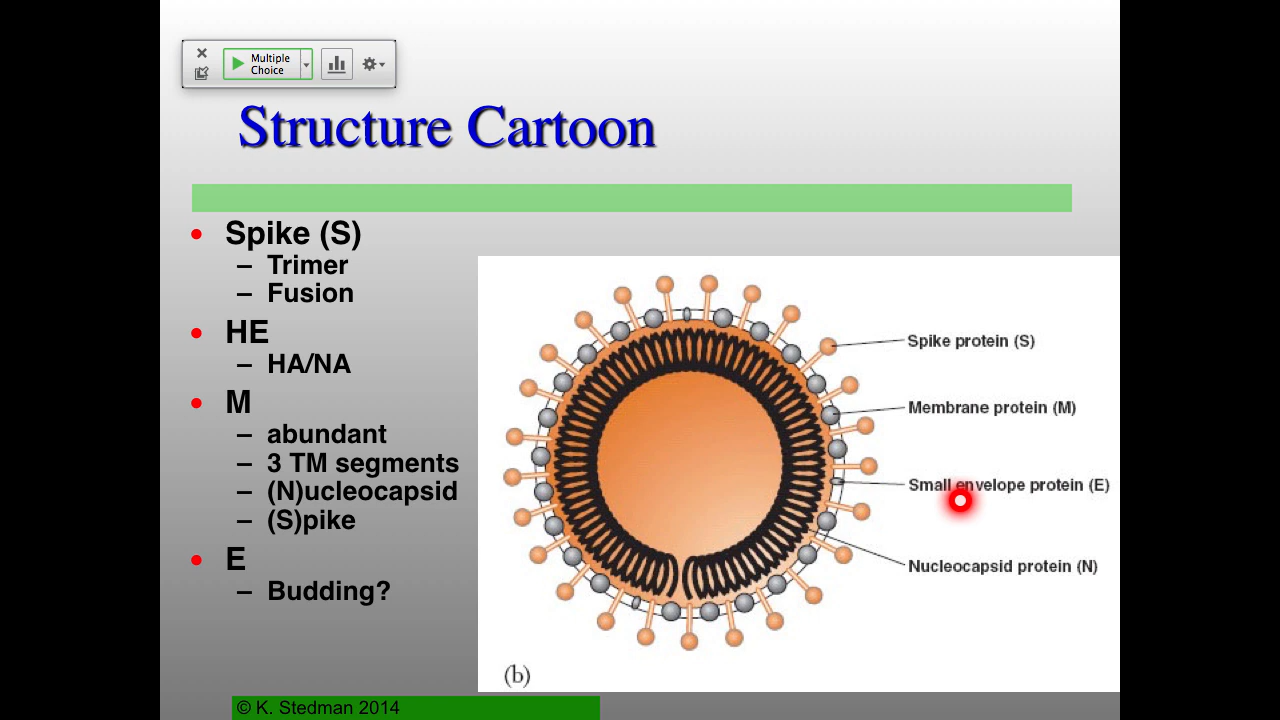 Multiple
Choice
Structure Cartoon
• Spike (S)
– Trimer
– Fusion
• HE
– HA/NA
• M
– abundant
– 3 TM segments
– (N)ucleocapsid
– (S)pike
• E
– Budding?
Spike protein (S)
Membrane protein (M)
Small envelope protein (E)
Nucleocapsid protein (N)
(b)
© K. Stedman 2014